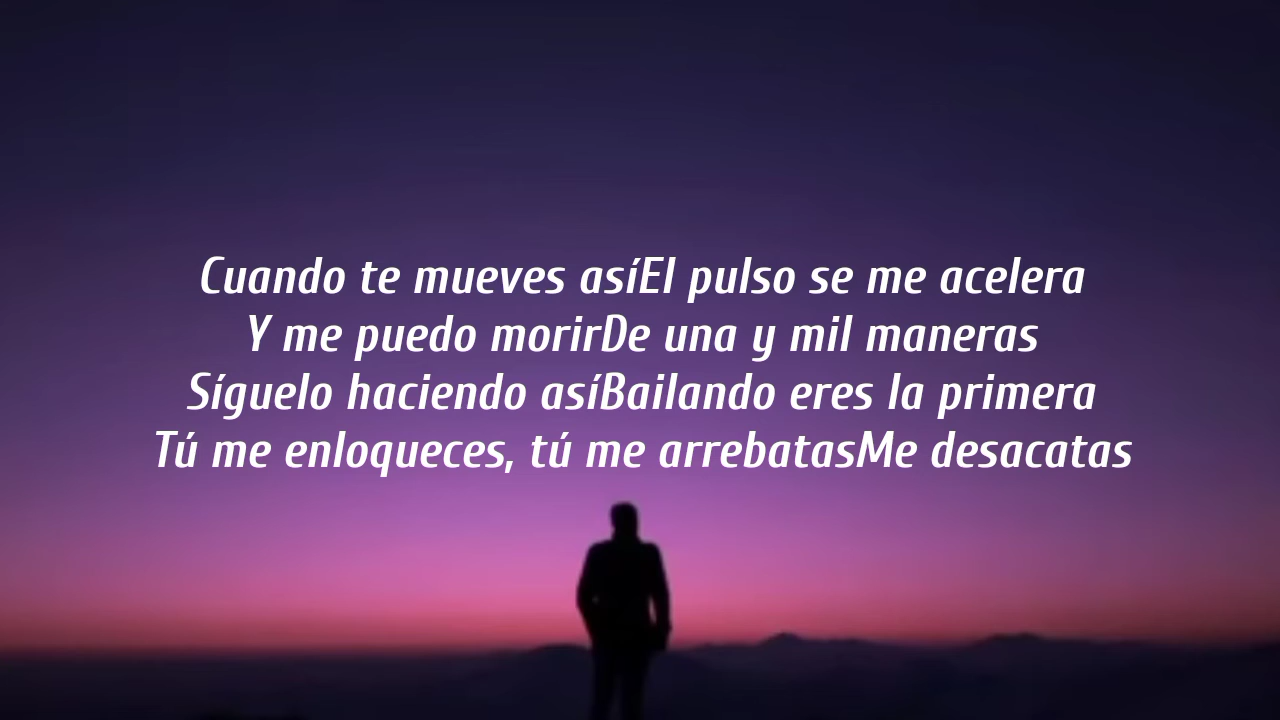 Cuando te mueves asíEl pulso se me acelera
Y me puedo morirDe una y mil maneras
Síguelo haciendo asíBailando eres la primera
Tú me enloqueces, tú me arrebatasMe desacatas